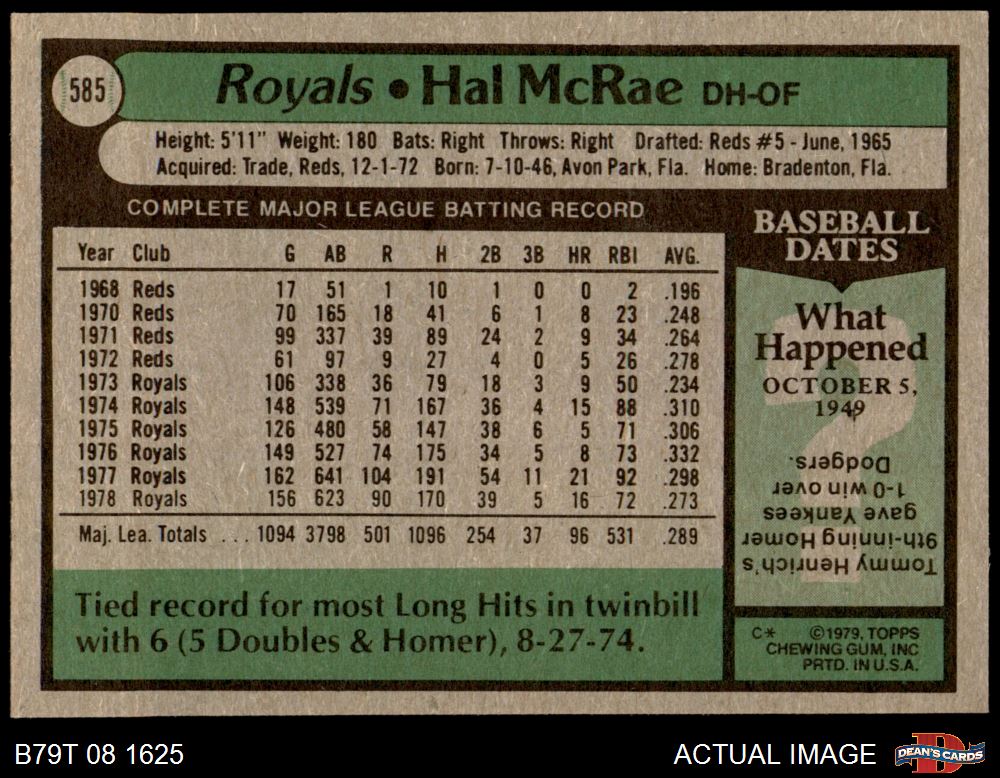 585
Royals • Hal McRae DH-OF
Height: 5'11" Weight: 180 Bats: Right Throws: Right Drafted: Reds #5 - June, 1965
Acquired: Trade, Reds, 12-1-72 Born: 7-10-46, Avon Park, Fla. Home: Bradenton, Fla.
COMPLETE MAJOR LEAGUE BATTING RECORD
Year Club G AB R H 2B 3B HR RBI AVG.
1968 Reds 17 51 1 10 1 0 0 2 .196
1970 Reds 70 165 18 41 6 1 8 23 .248
1971 Reds 99 337 39 89 24 2 9 34 .264
1972 Reds 61 97 9 27 4 0 5 26 .278
1973 Royals 106 338 36 79 18 3 9 50 .234
1974 Royals 148 539 71 167 36 4 15 88 .310
1975 Royals 126 480 58 147 38 6 5 71 .306
1976 Royals 149 527 74 175 34 5 8 73 .332
1977 Royals 162 641 104 191 54 11 21 92 .298
1978 Royals 156 623 90 170 39 5 16 72 .273
Maj. Lea. Totals . . . 1094 3798 501 1096 254 37 96 531 .289
Tied record for most Long Hits in twinbill
with 6 (5 Doubles & Homer), 8-27-74.
BASEBALL
DATES
What
Happened
OCTOBER 5,
1949
Tommy Henrich's
9th-inning Homer
gave Yankees
1-0 win over
Dodgers.
C* ©1979, TOPPS
CHEWING GUM, INC
PRTD. IN U.S.A.
B79T 08 1625
ACTUAL IMAGE
DEAN'S CARDS